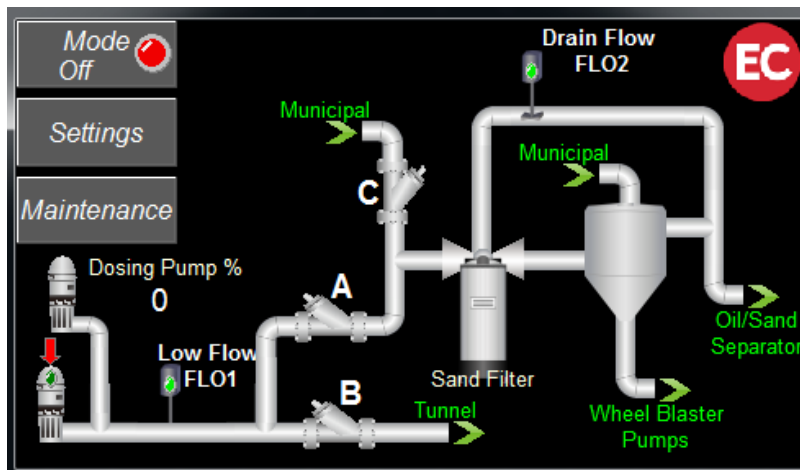 Mode
Off
Settings
Maintenance
Drain Flow
FLO2
EC
Municipal
Municipal
C
Dosing Pump %
0
A
Low Flow
FLO1
Sand Filter
Oil/Sand
Separator
B
Tunnel
Wheel Blaster
Pumps